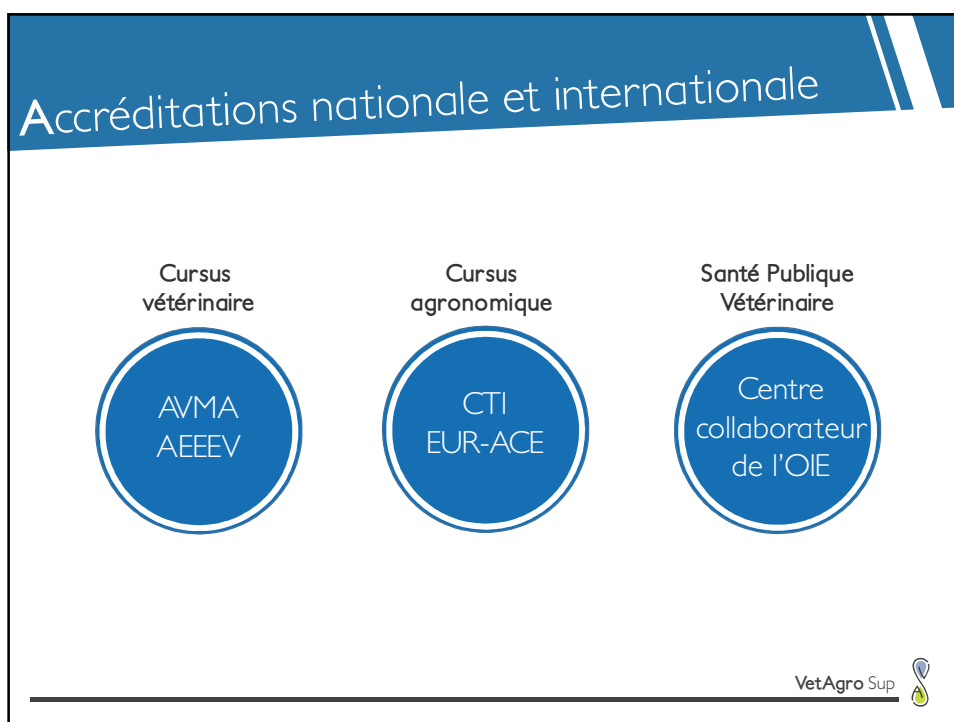 Accréditations nationale et internationale
Cursus
vétérinaire
AVMA
AEEEV
Cursus
agronomique
CTI
EUR-ACE
Santé Publique
Vétérinaire
Centre
collaborateur
de l'OIE
VetAgro Sup